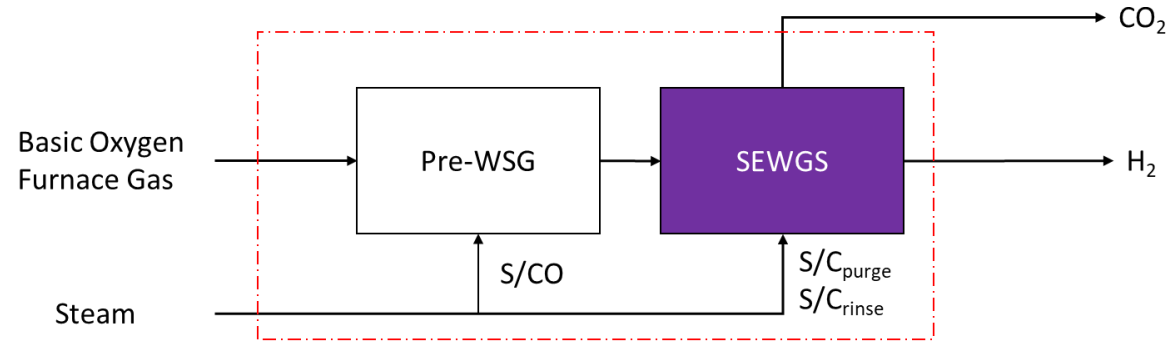 CO₂
Basic Oxygen
Furnace Gas
Pre-WSG
SEWGS
H₂
S/CO
S/Cpurge
S/Crinse
Steam